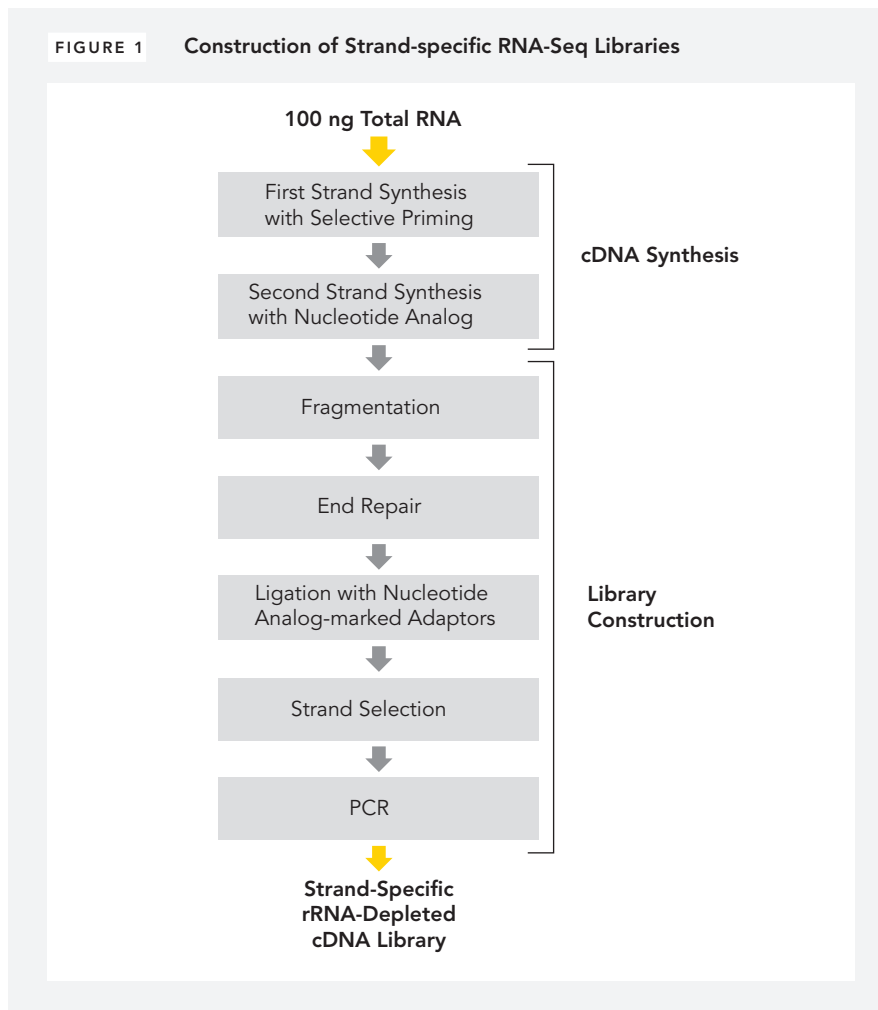 FIGURE 1 Construction of Strand-specific RNA-Seq Libraries
100 ng Total RNA
First Strand Synthesis
with Selective Priming
cDNA Synthesis
Second Strand Synthesis
with Nucleotide Analog
Fragmentation
End Repair
Ligation with Nucleotide
Analog-marked Adaptors
Library
Construction
Strand Selection
PCR
Strand-Specific
rRNA-Depleted
cDNA Library